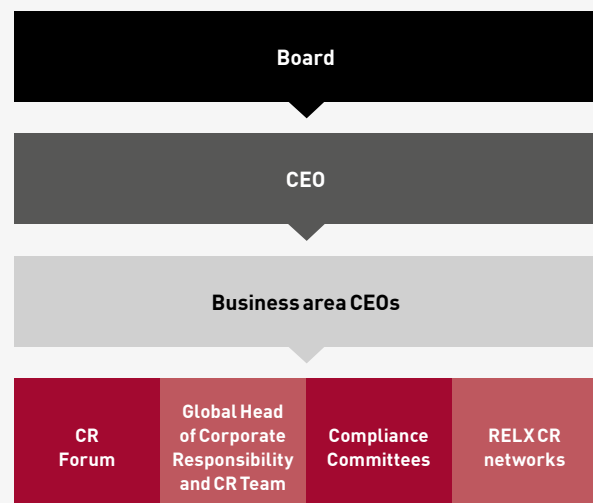 Board
CEO
Business area CEOs
CR
Forum
Global Head
of Corporate
Responsibility
and CR Team
Compliance
Committees
RELX CR
networks